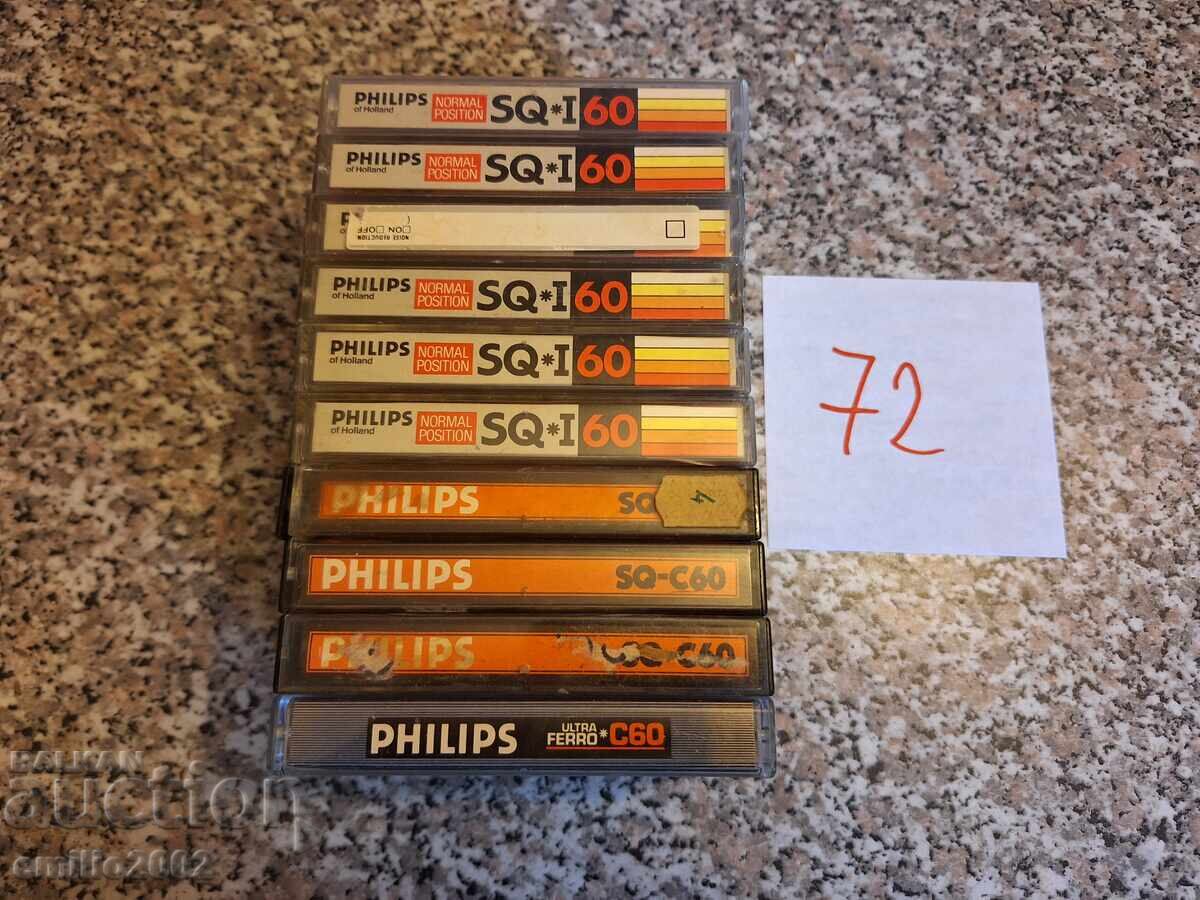 PHILIPS
of Holland
NORMAL
POSITION
SQ*I 60
PHILIPS
of Holland
NORMAL
POSITION
SQ*I 60
NOISE REDUCTION
□ON □OFF
PHILIPS
of Holland
NORMAL
POSITION
SQ*I 60
PHILIPS
of Holland
NORMAL
POSITION
SQ*I 60
PHILIPS
of Holland
NORMAL
POSITION
SQ*I 60
PHILIPS SQ
PHILIPS SQ-C60
PHILIPS SQ-C60
PHILIPS ULTRA
FERRO*C60
72
BALKAN
auction
emilio2002